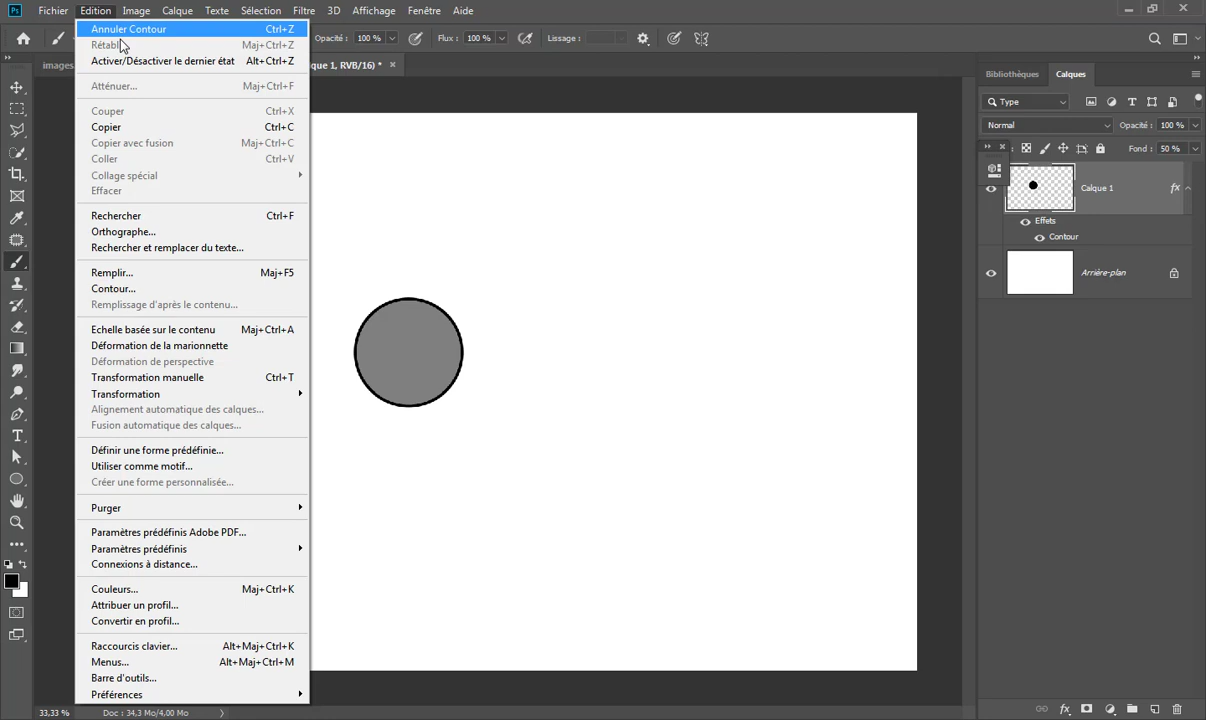 Ps Fichier Edition Image Calque Texte Sélection Filtre 3D Affichage Fenêtre Aide
Opacité : 100 % Flux : 100 % Lissage :
images
que 1, RVB/16) * ×
Annuler Contour Ctrl+Z
Maj+Ctrl+Z
Activer/Désactiver le dernier état Alt+Ctrl+Z
Atténuer... Maj+Ctrl+F
Couper Ctrl+X
Copier Ctrl+C
Copier avec fusion Maj+Ctrl+C
Coller Ctrl+V
Collage spécial
Effacer
Rechercher Ctrl+F
Orthographe...
Rechercher et remplacer du texte...
Remplir... Maj+F5
Contour...
Remplissage d'après le contenu...
Echelle basée sur le contenu Maj+Ctrl+A
Déformation de la marionnette
Déformation de perspective
Transformation manuelle Ctrl+T
Transformation
Alignement automatique des calques...
Fusion automatique des calques...
Définir une forme prédéfinie...
Utiliser comme motif...
Créer une forme personnalisée...
Purger
Paramètres prédéfinis Adobe PDF...
Paramètres prédéfinis
Connexions à distance...
Couleurs... Maj+Ctrl+K
Attribuer un profil...
Convertir en profil...
Raccourcis clavier... Alt+Maj+Ctrl+K
Menus... Alt+Maj+Ctrl+M
Barre d'outils...
Préférences
Bibliothèques Calques
Type
Normal Opacité : 100 %
Fond : 50 %
Calque 1 fx
Effets
Contour
Arrière-plan
33,33 % Doc : 34,3 Mo/4,00 Mo
fx